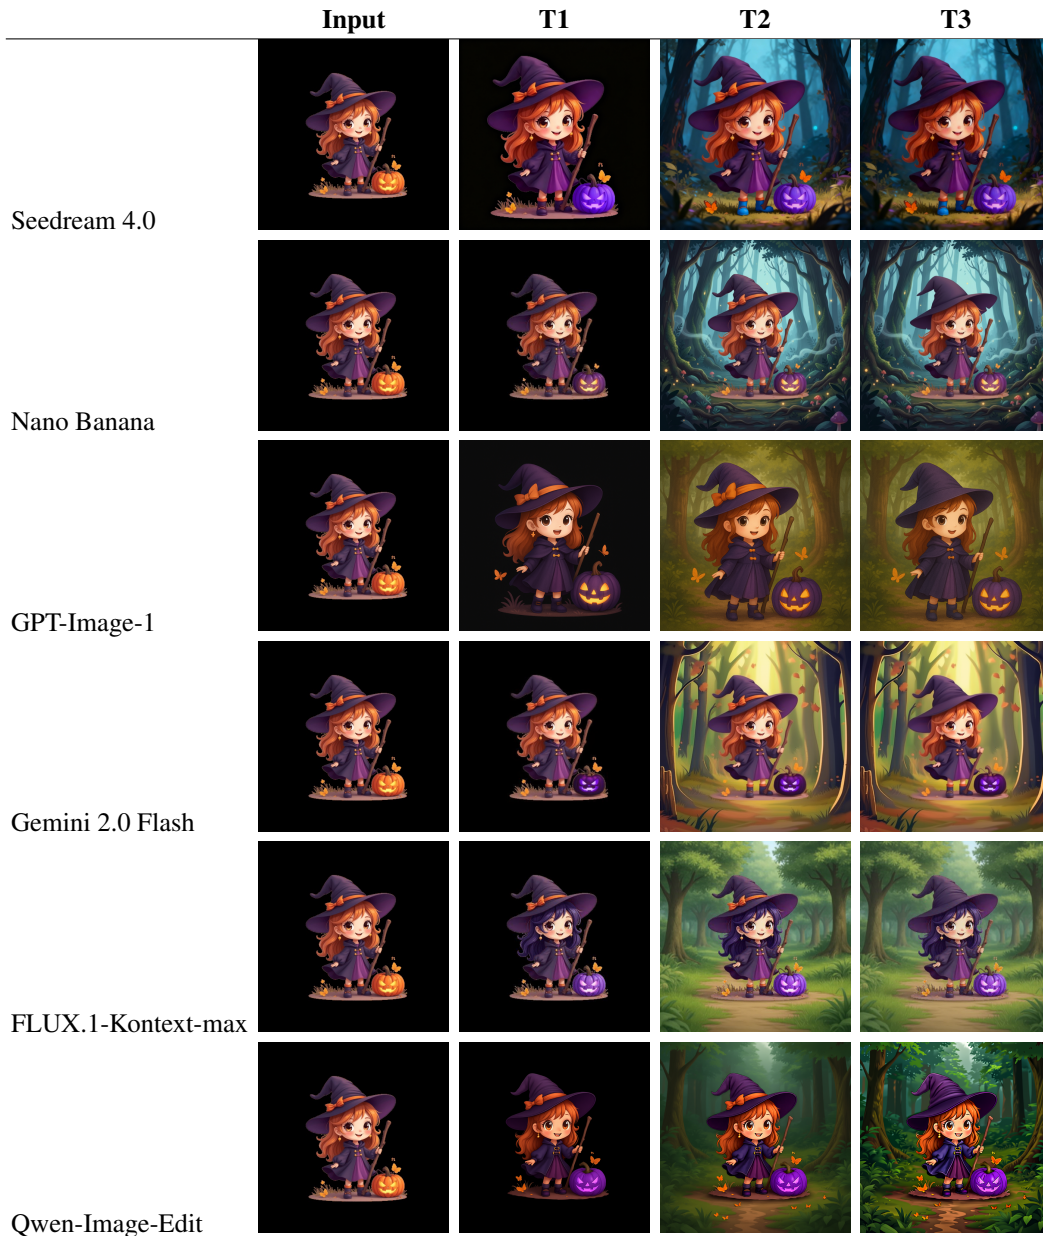 Input T1 T2 T3
Seedream 4.0
Nano Banana
GPT-Image-1
Gemini 2.0 Flash
FLUX.1-Kontext-max
Qwen-Image-Edit